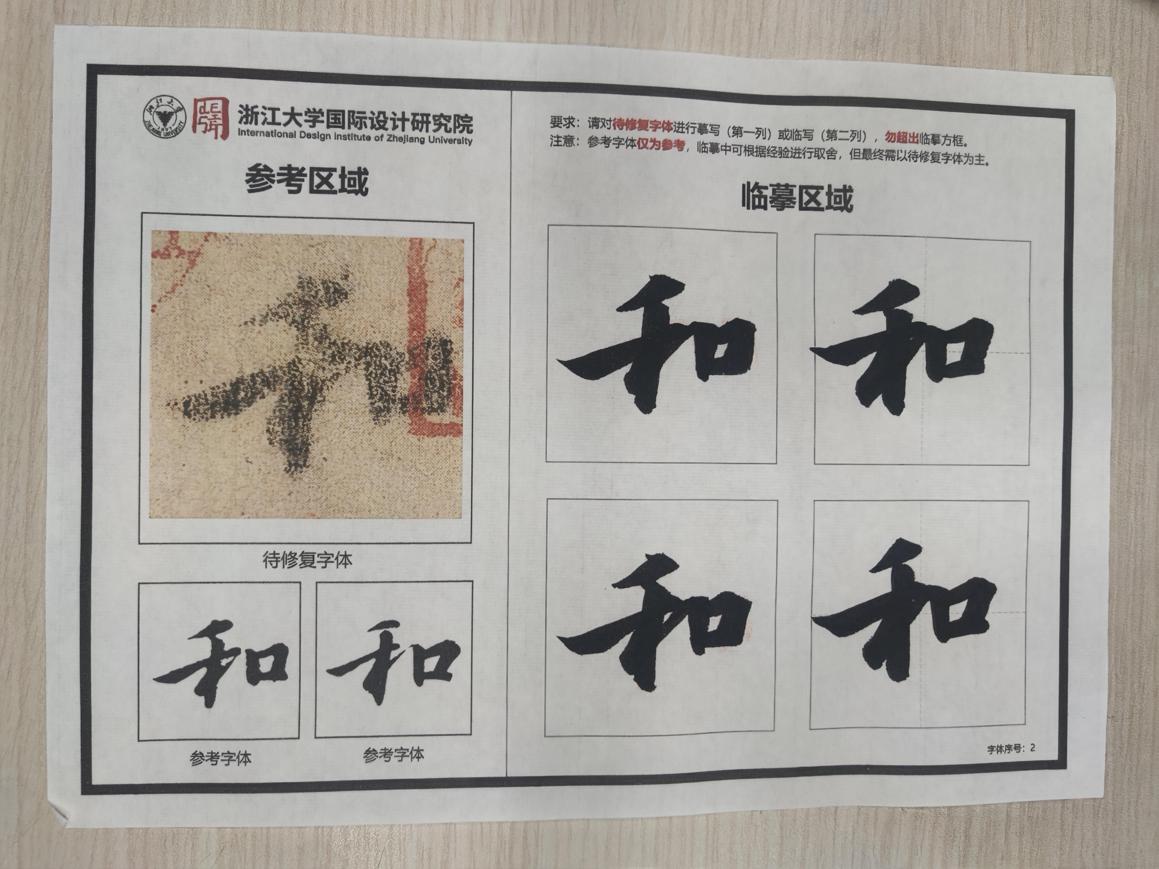 浙江大学国际设计研究院
International Design Institute of Zhejiang University
参考区域
和
待修复字体
和
和
参考字体
参考字体
要求：请对待修复字体进行摹写（第一列）或临写（第二列），勿超出临摹方框。
注意：参考字体仅为参考，临摹中可根据经验进行取舍，但最终需以待修复字体为主。
临摹区域
和
和
和
和
字体序号：2